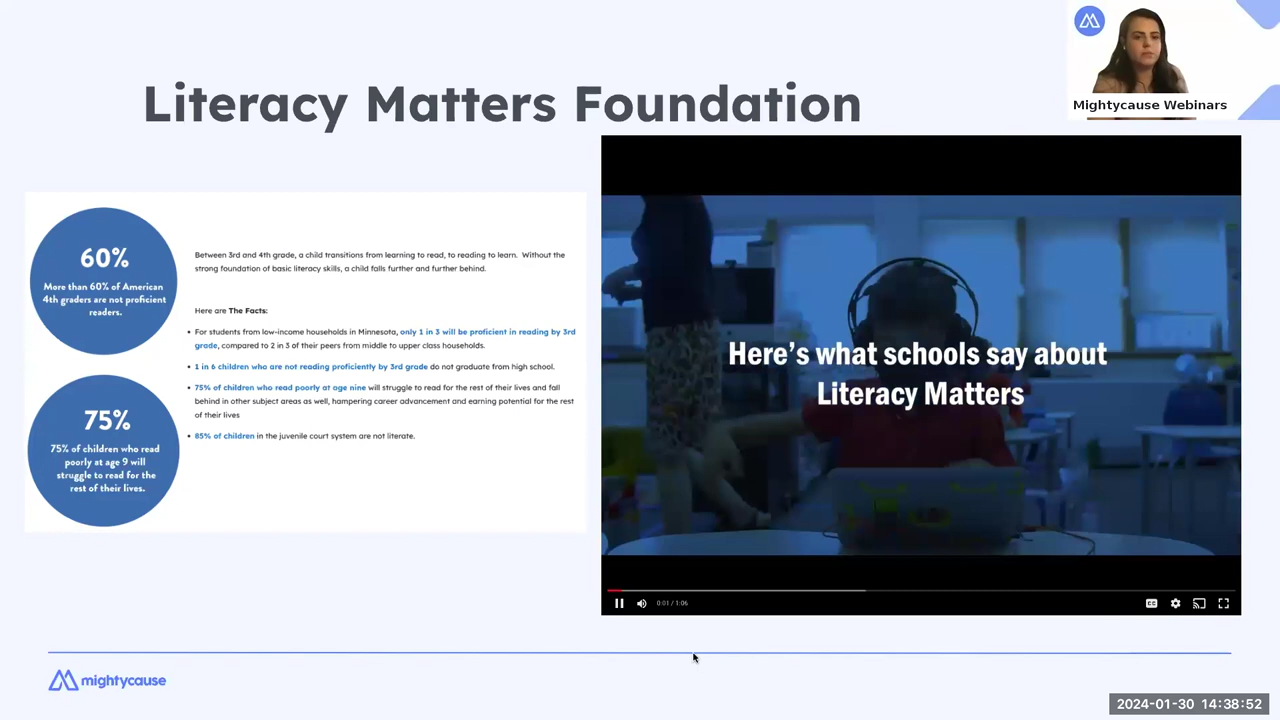 Literacy Matters Foundation
Mightycause Webinars
60%
More than 60% of American
4th graders are not proficient
readers.
75%
75% of children who read
poorly at age 9 will
struggle to read for the
rest of their lives.
Between 3rd and 4th grade, a child transitions from learning to read, to reading to learn. Without the
strong foundation of basic literacy skills, a child falls further and further behind.
Here are The Facts:
• For students from low-income households in Minnesota, only 1 in 3 will be proficient in reading by 3rd
grade, compared to 2 in 3 of their peers from middle to upper class households.
• 1 in 6 children who are not reading proficiently by 3rd grade do not graduate from high school.
• 75% of children who read poorly at age nine will struggle to read for the rest of their lives and fall
behind in other subject areas as well, hampering career advancement and earning potential for the rest
of their lives
• 85% of children in the juvenile court system are not literate.
Here's what schools say about
Literacy Matters
0:01 / 1:06
CC
mightycause
2024-01-30 14:38:52